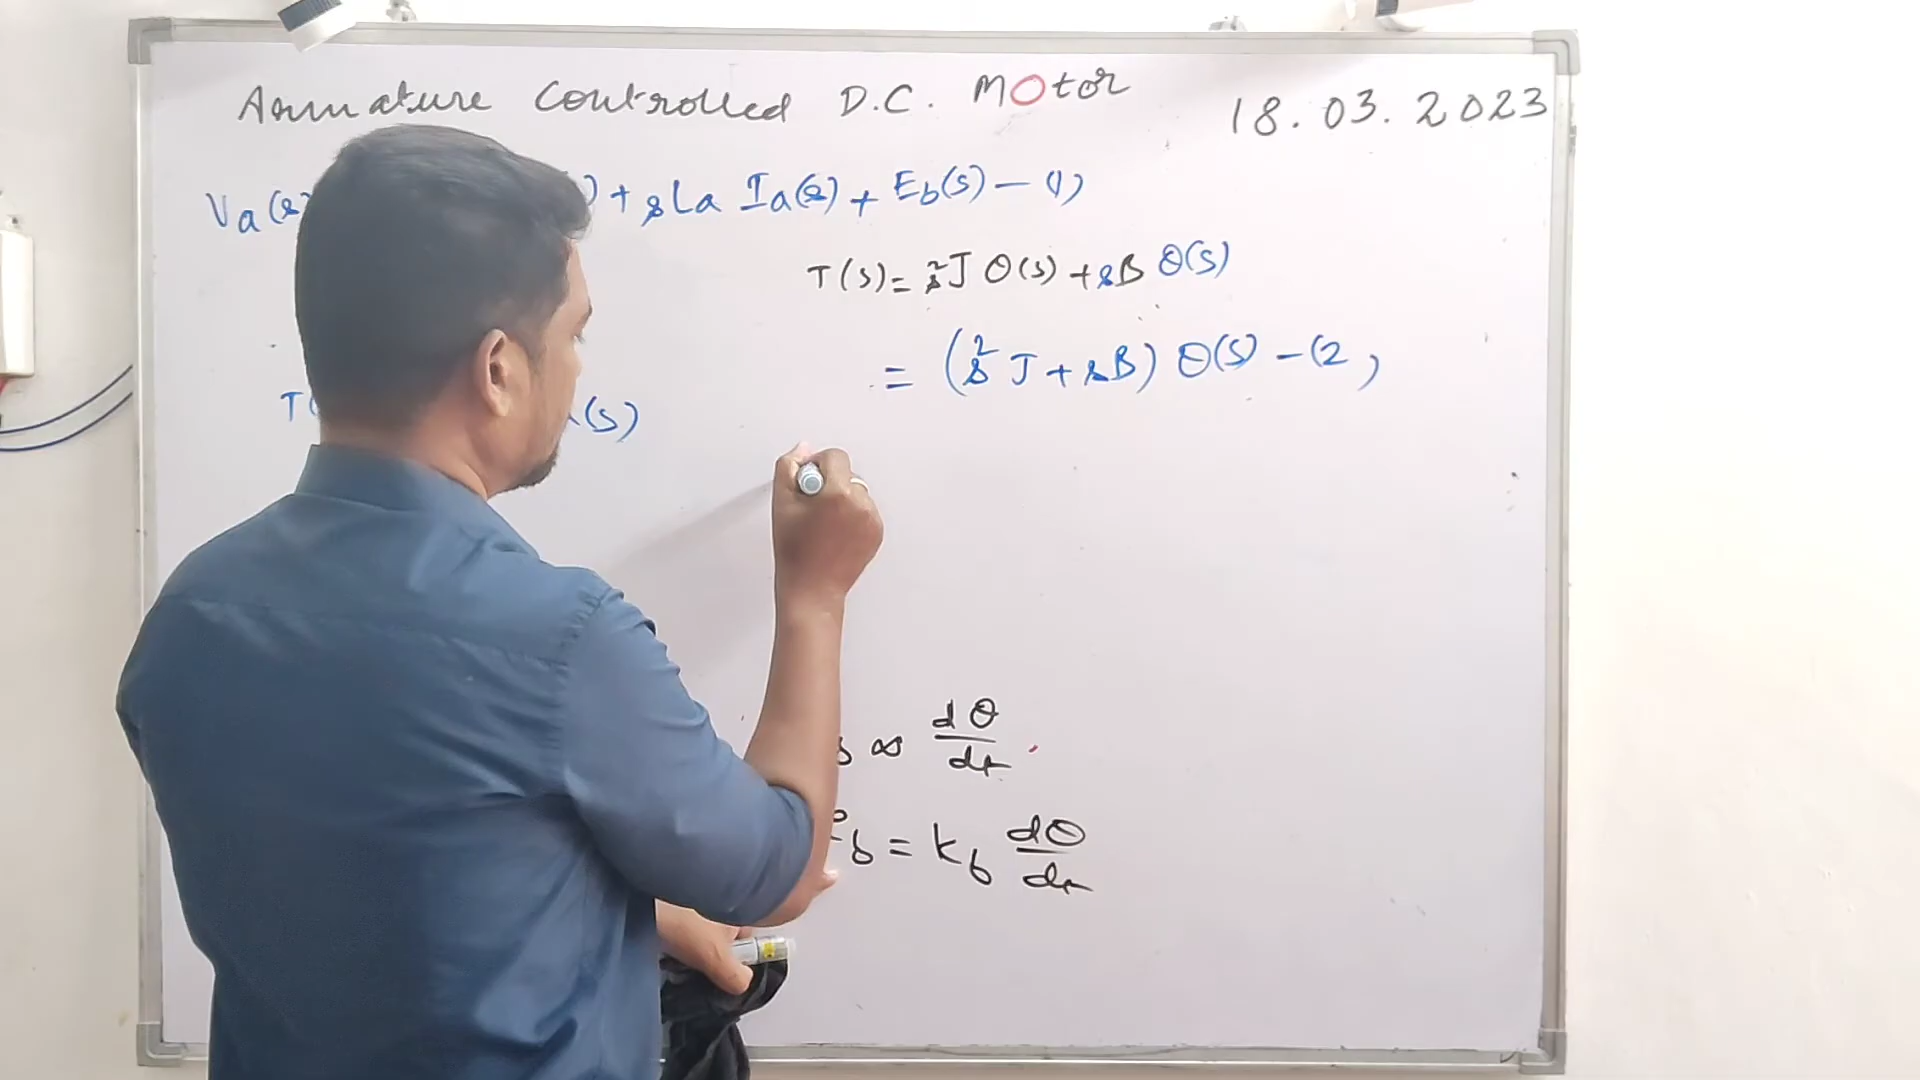 Armature Controlled D.C. MOtor
18.03.2023
Va(s) + sLa Ia(s) + Eb(s) — (1)
T(s) = s²J θ(s) + sB θ(s)
= (s²J + sB) θ(s) — (2)
T( (s)
b ∝ dθ/dt
eb = Kb dθ/dt